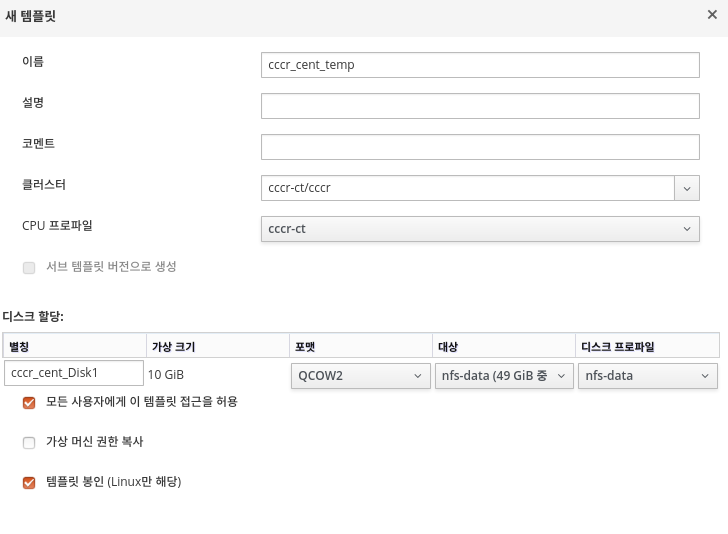 새 템플릿
이름
cccr_cent_temp
설명
코멘트
클러스터
cccr-ct/cccr
CPU 프로파일
cccr-ct
서브 템플릿 버전으로 생성
디스크 할당:
별칭 가상 크기 포맷 대상 디스크 프로파일
cccr_cent_Disk1 10 GiB QCOW2 nfs-data (49 GiB 중 nfs-data
모든 사용자에게 이 템플릿 접근을 허용
가상 머신 권한 복사
템플릿 봉인 (Linux만 해당)